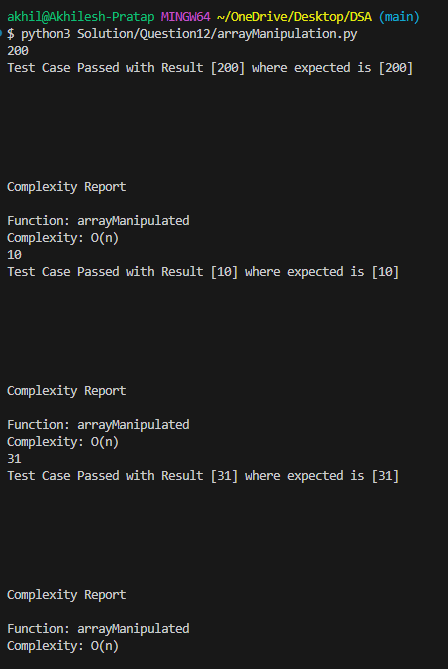 akhil@Akhilesh-Pratap MINGW64 ~/OneDrive/Desktop/DSA (main)
$ python3 Solution/Question12/arrayManipulation.py
200
Test Case Passed with Result [200] where expected is [200]
Complexity Report
Function: arrayManipulated
Complexity: O(n)
10
Test Case Passed with Result [10] where expected is [10]
Complexity Report
Function: arrayManipulated
Complexity: O(n)
31
Test Case Passed with Result [31] where expected is [31]
Complexity Report
Function: arrayManipulated
Complexity: O(n)